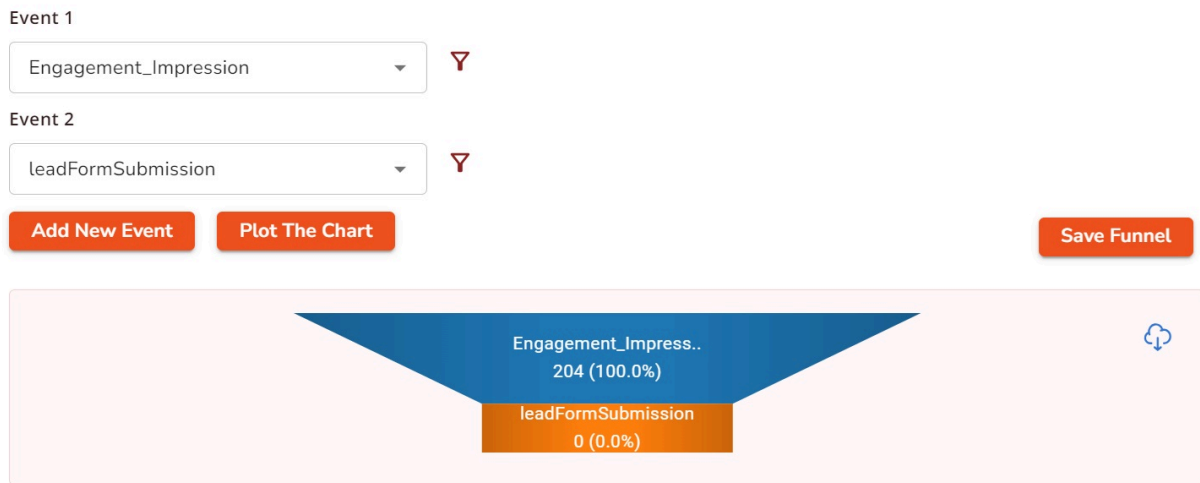 Event 1
Engagement_Impression
Event 2
leadFormSubmission
Add New Event
Plot The Chart
Save Funnel
Engagement_Impress..
204 (100.0%)
leadFormSubmission
0 (0.0%)